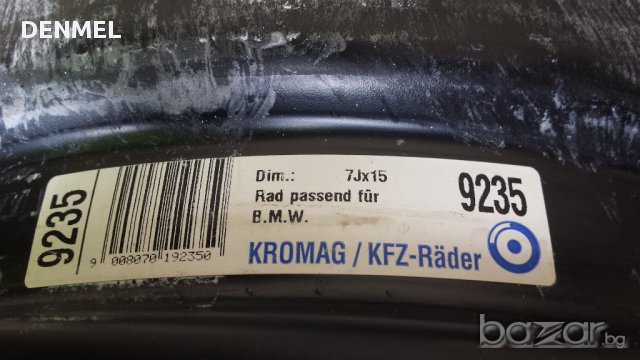 DENMEL
9235
9 008070 192350
Dim.: 7Jx15
Rad passend für
B.M.W.
9235
KROMAG / KFZ-Räder
bazar.bg